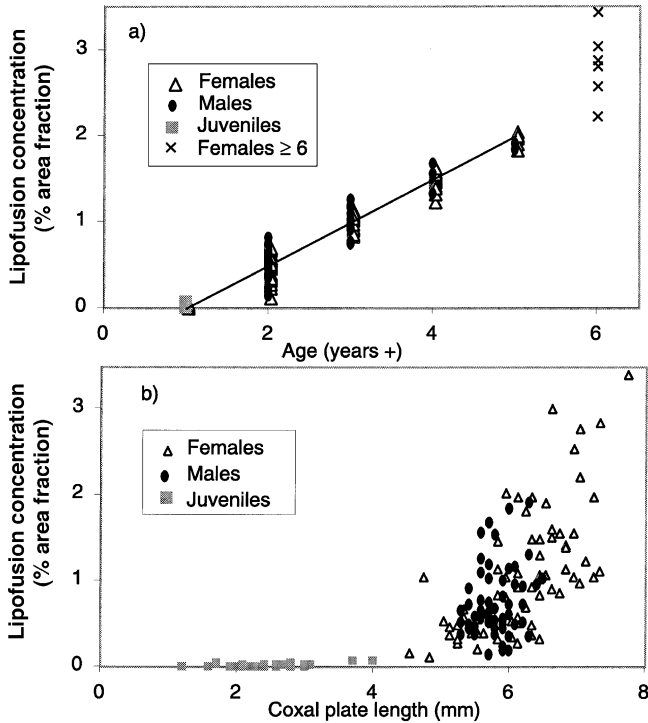 a)
Lipofusion concentration
(% area fraction)
3
2
1
0
Females
Males
Juveniles
Females ≥ 6
0
2
4
6
Age (years +)
b)
Lipofusion concentration
(% area fraction)
3
2
1
0
Females
Males
Juveniles
0
2
4
6
8
Coxal plate length (mm)